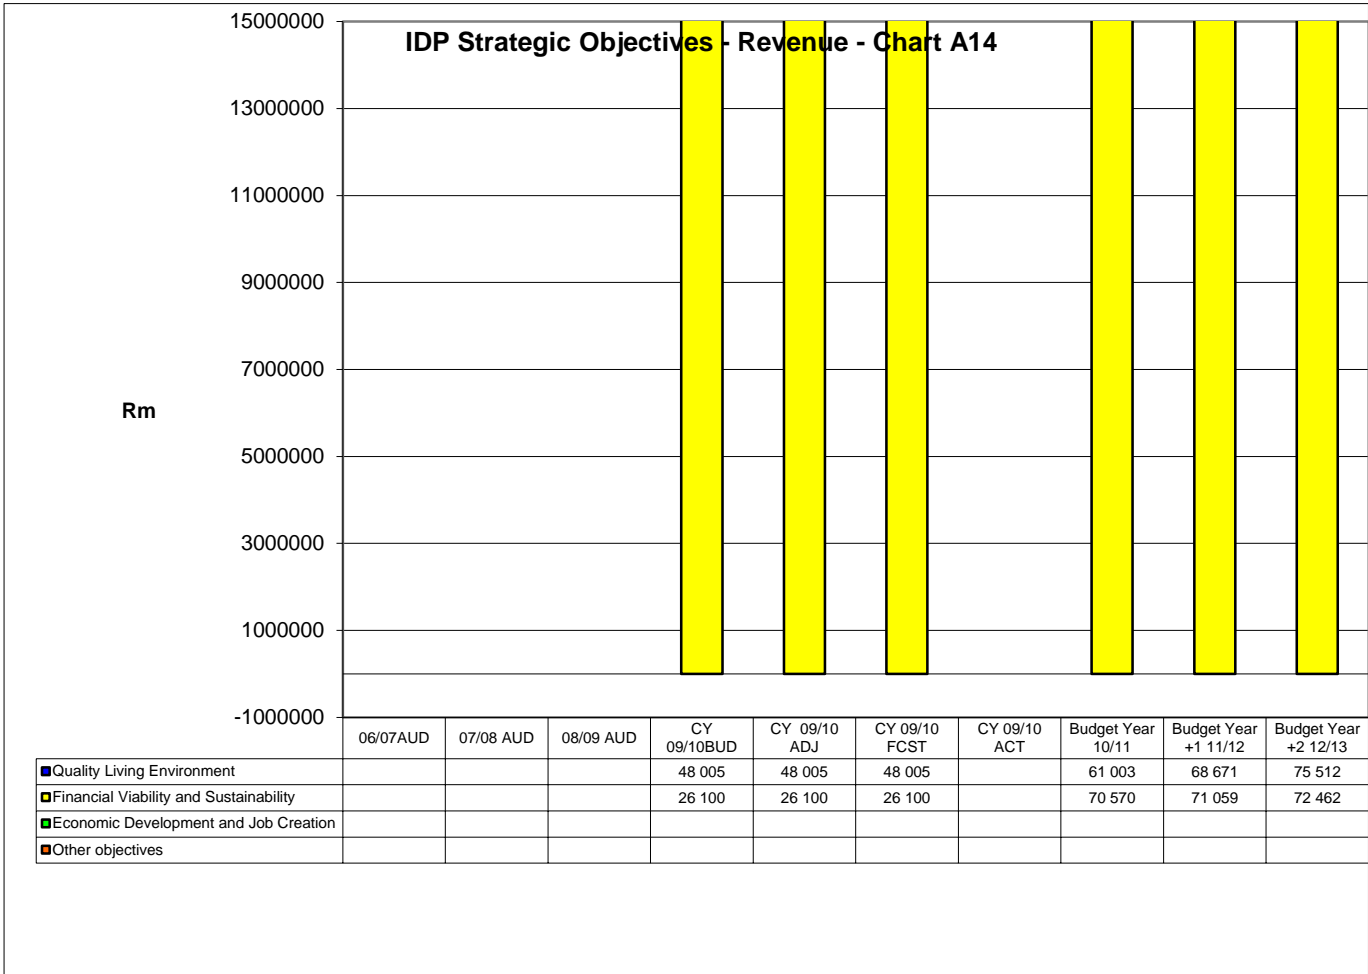 IDP Strategic Objectives - Revenue - Chart A14
15000000
13000000
11000000
9000000
7000000
Rm
5000000
3000000
1000000
-1000000
06/07AUD 07/08 AUD 08/09 AUD CY 09/10BUD CY 09/10 ADJ CY 09/10 FCST CY 09/10 ACT Budget Year 10/11 Budget Year +1 11/12 Budget Year +2 12/13
Quality Living Environment 48 005 48 005 48 005 61 003 68 671 75 512
Financial Viability and Sustainability 26 100 26 100 26 100 70 570 71 059 72 462
Economic Development and Job Creation
Other objectives